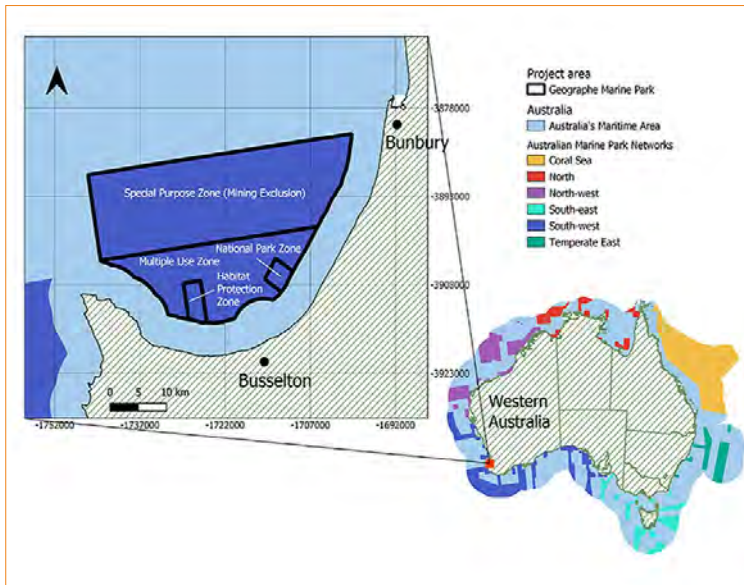 Project area
Geographe Marine Park
Australia
Australia's Maritime Area
Australian Marine Park Networks
Coral Sea
North
North-west
South-east
South-west
Temperate East
-3878000
Bunbury
-3893000
Special Purpose Zone (Mining Exclusion)
National Park Zone
Multiple Use Zone
Habitat
Protection
Zone
-3908000
Busselton
-3923000
0 5 10 km
-1752000 -1732000 -1722000 -1707000 -1692000
Western
Australia